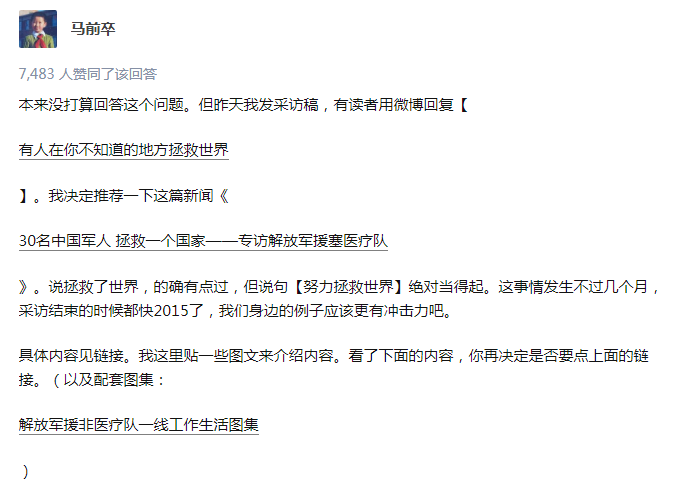 马前卒
7,483 人赞同了该回答
本来没打算回答这个问题。但昨天我发采访稿，有读者用微博回复【
有人在你不知道的地方拯救世界
】。我决定推荐一下这篇新闻《
30名中国军人 拯救一个国家——专访解放军援塞医疗队
》。说拯救了世界，的确有点过，但说句【努力拯救世界】绝对当得起。这事情发生不过几个月，
采访结束的时候都快2015了，我们身边的例子应该更有冲击力吧。
具体内容见链接。我这里贴一些图文来介绍内容。看了下面的内容，你再决定是否要点上面的链
接。（以及配套图集：
解放军援非医疗队一线工作生活图集
）